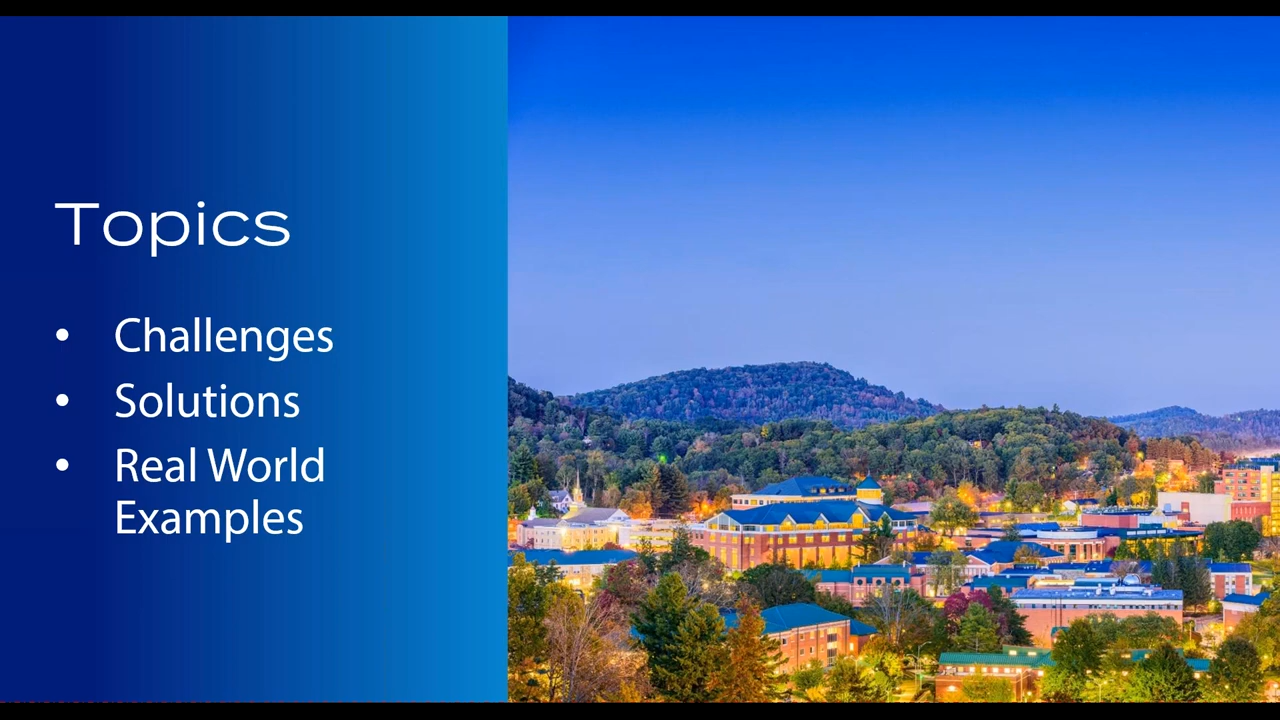 Topics
• Challenges
• Solutions
• Real World
Examples